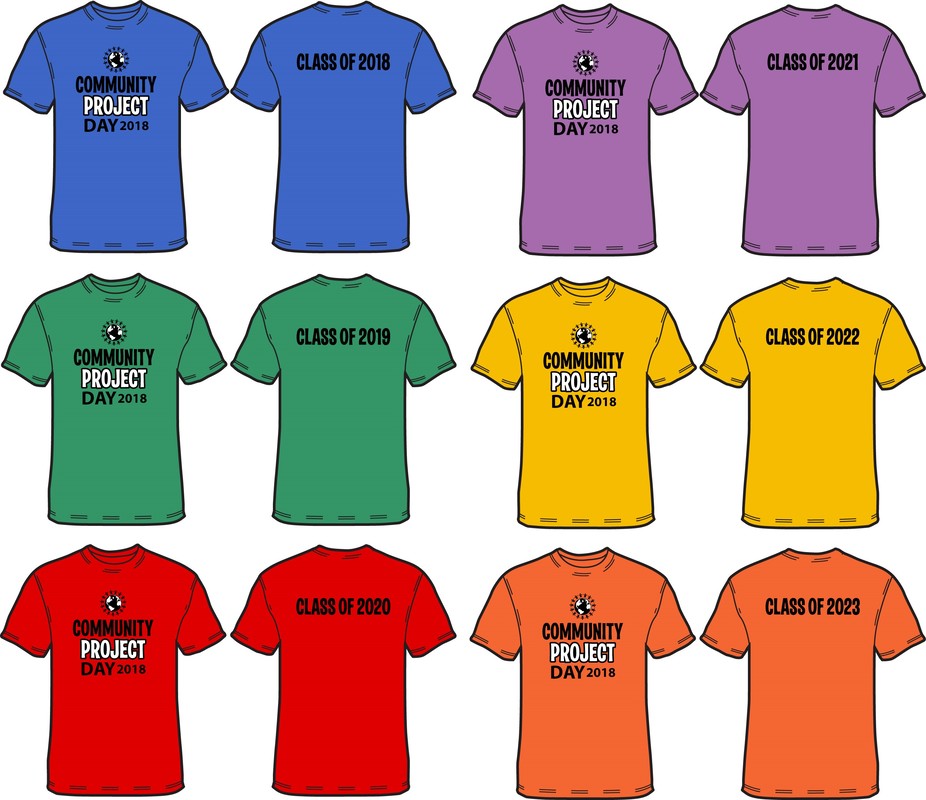 COMMUNITY
PROJECT
DAY 2018
CLASS OF 2018
COMMUNITY
PROJECT
DAY 2018
CLASS OF 2021
COMMUNITY
PROJECT
DAY 2018
CLASS OF 2019
COMMUNITY
PROJECT
DAY 2018
CLASS OF 2022
COMMUNITY
PROJECT
DAY 2018
CLASS OF 2020
COMMUNITY
PROJECT
DAY 2018
CLASS OF 2023